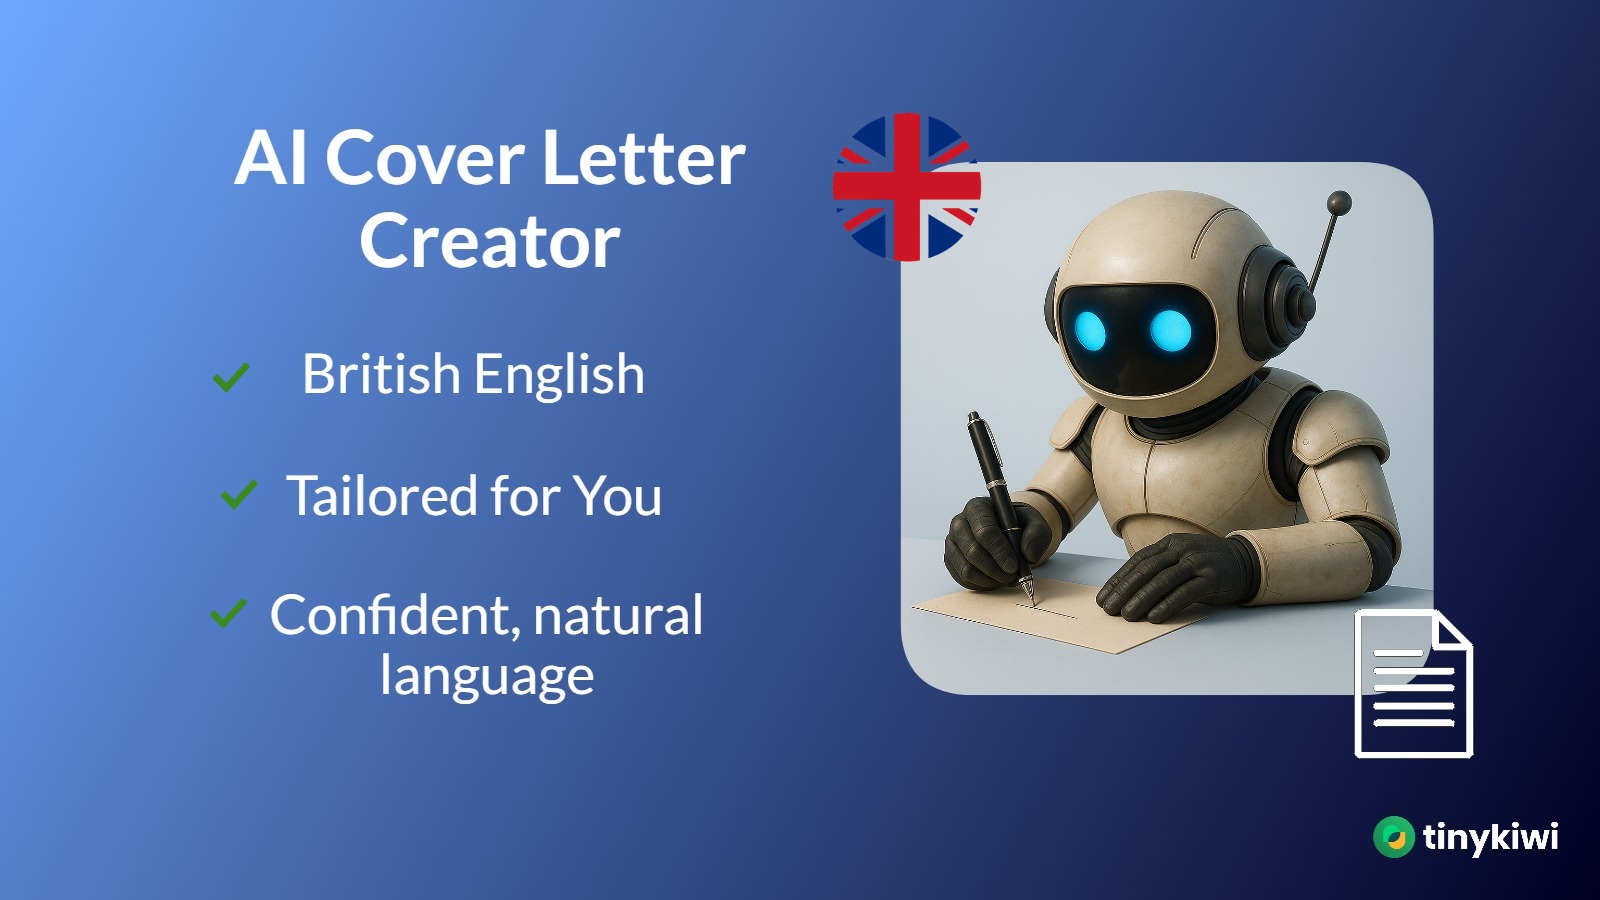 AI Cover Letter
Creator
British English
Tailored for You
Confident, natural
language
tinykiwi